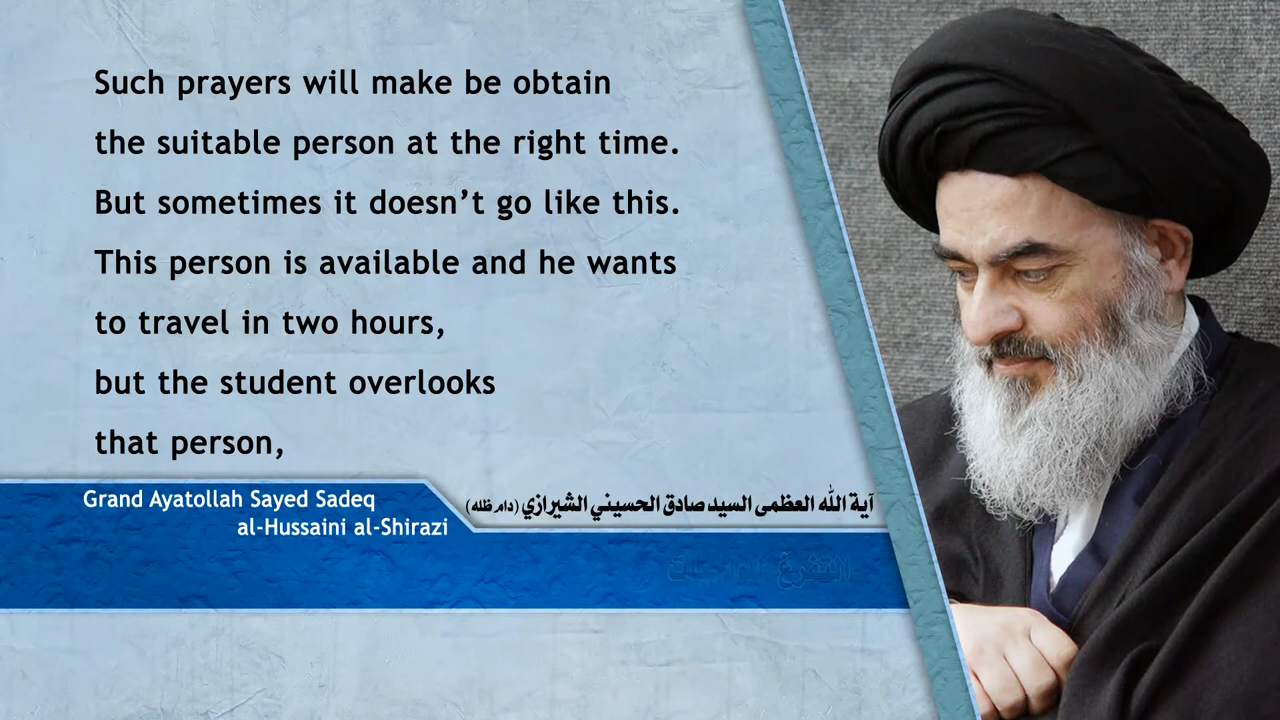 Such prayers will make be obtain
the suitable person at the right time.
But sometimes it doesn’t go like this.
This person is available and he wants
to travel in two hours,
but the student overlooks
that person,
Grand Ayatollah Sayed Sadeq
al-Hussaini al-Shirazi
آية الله العظمى السيد صادق الحسيني الشيرازي (دام ظله)